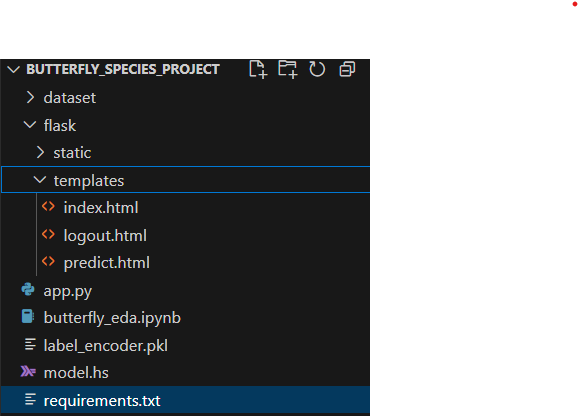 BUTTERFLY_SPECIES_PROJECT
dataset
flask
static
templates
index.html
logout.html
predict.html
app.py
butterfly_eda.ipynb
label_encoder.pkl
model.hs
requirements.txt